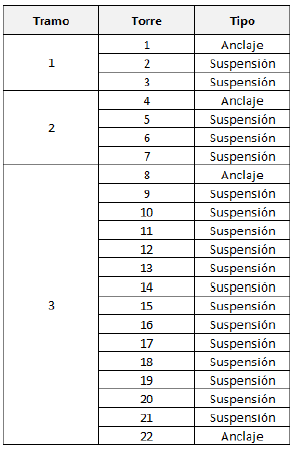 Tramo Torre Tipo
1
1 Anclaje
2 Suspensión
3 Suspensión
2
4 Anclaje
5 Suspensión
6 Suspensión
7 Suspensión
3
8 Anclaje
9 Suspensión
10 Suspensión
11 Suspensión
12 Suspensión
13 Suspensión
14 Suspensión
15 Suspensión
16 Suspensión
17 Suspensión
18 Suspensión
19 Suspensión
20 Suspensión
21 Suspensión
22 Anclaje